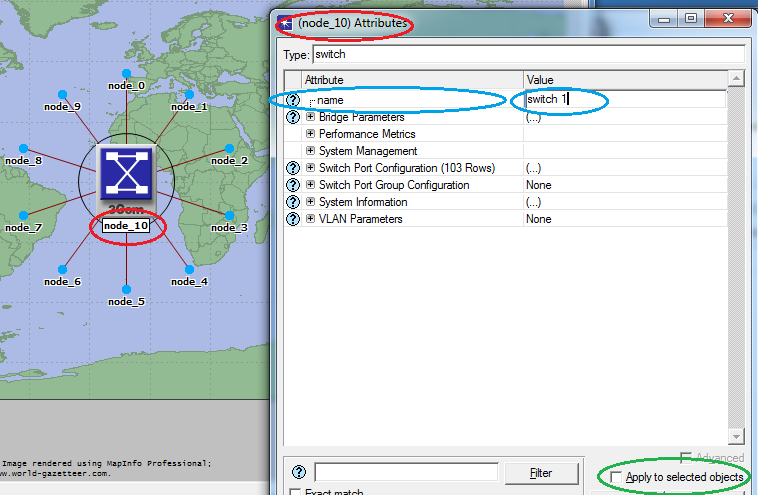 node_0
node_9
node_1
node_8
node_2
3Com
node_10
node_7
node_3
node_6
node_4
node_5
Image rendered using MapInfo Professional;
ww.world-gazetteer.com.
(node_10) Attributes
Type: switch
Attribute Value
name switch 1
Bridge Parameters (...)
Performance Metrics
System Management
Switch Port Configuration (103 Rows) (...)
Switch Port Group Configuration None
System Information (...)
VLAN Parameters None
Advanced
Filter
Apply to selected objects
Exact match